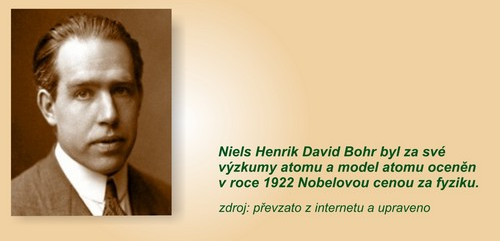 Niels Henrik David Bohr byl za své
výzkumy atomu a model atomu oceněn
v roce 1922 Nobelovou cenou za fyziku.
zdroj: převzato z internetu a upraveno